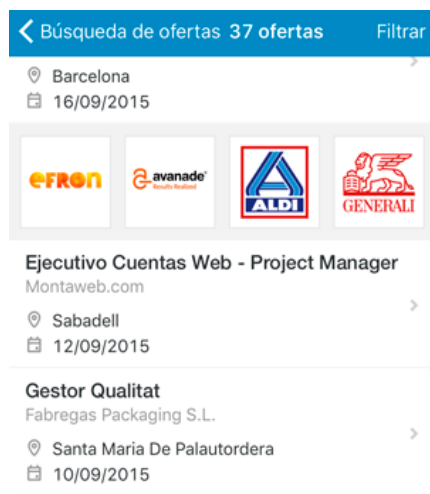 Búsqueda de ofertas 37 ofertas Filtrar
Barcelona
16/09/2015
eFRON avanade® Results Realized ALDI GENERALI
Ejecutivo Cuentas Web - Project Manager
Montaweb.com
Sabadell
12/09/2015
Gestor Qualitat
Fabregas Packaging S.L.
Santa Maria De Palautordera
10/09/2015